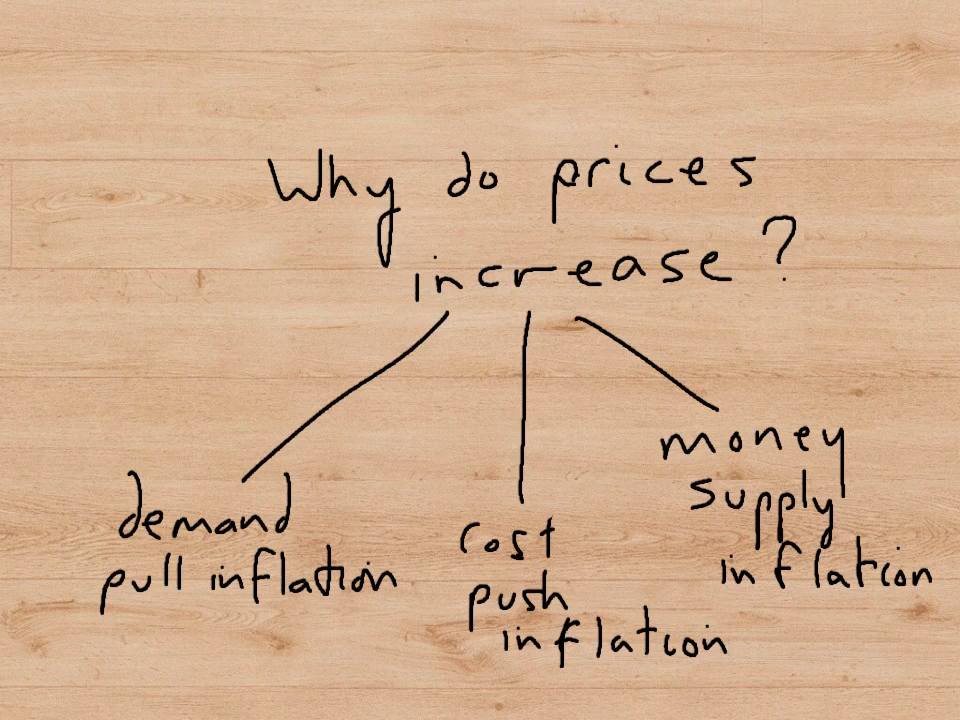 Why do prices
increase?
demand
pull inflation
cost
push
inflation
money
supply
inflation